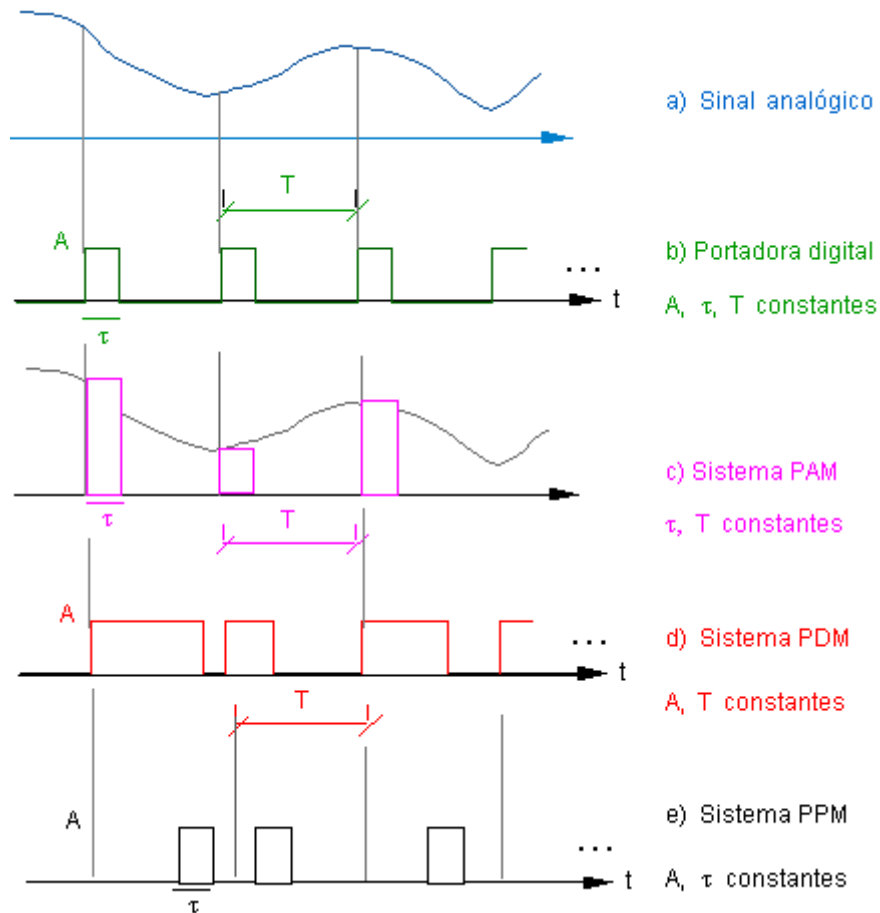 a) Sinal analógico
T
A
b) Portadora digital
...
t
A, τ, T constantes
τ
c) Sistema PAM
τ
T
τ, T constantes
A
...
d) Sistema PDM
t
T
A, T constantes
A
e) Sistema PPM
...
t
A, τ constantes
τ